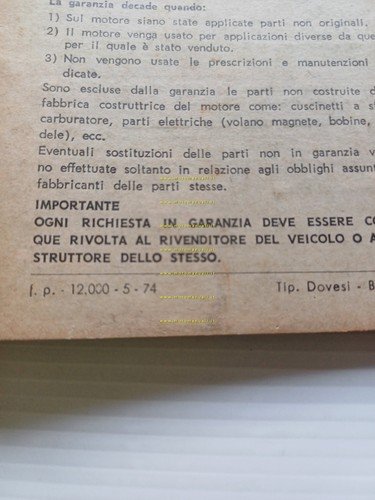 La garanzia decade quando:
1) Sul motore siano state applicate parti non originali.
2) Il motore venga usato per applicazioni diverse da
per il quale è stato venduto.
3) Non vengono usate le prescrizioni e manutenzioni
dicate.
Sono escluse dalla garanzia le parti non costruite
fabbrica costruttrice del motore come: cuscinetti a
carburatore, parti elettriche (volano magnete, bobine,
dele), ecc.
Eventuali sostituzioni delle parti non in garanzia
no effettuate soltanto in relazione agli obblighi
fabbricanti delle parti stesse.
IMPORTANTE
OGNI RICHIESTA IN GARANZIA DEVE ESSERE
QUE RIVOLTA AL RIVENDITORE DEL VEICOLO O
STRUTTORE DELLO STESSO.
f. p. - 12.000 - 5 - 74 Tip. Dovesi -